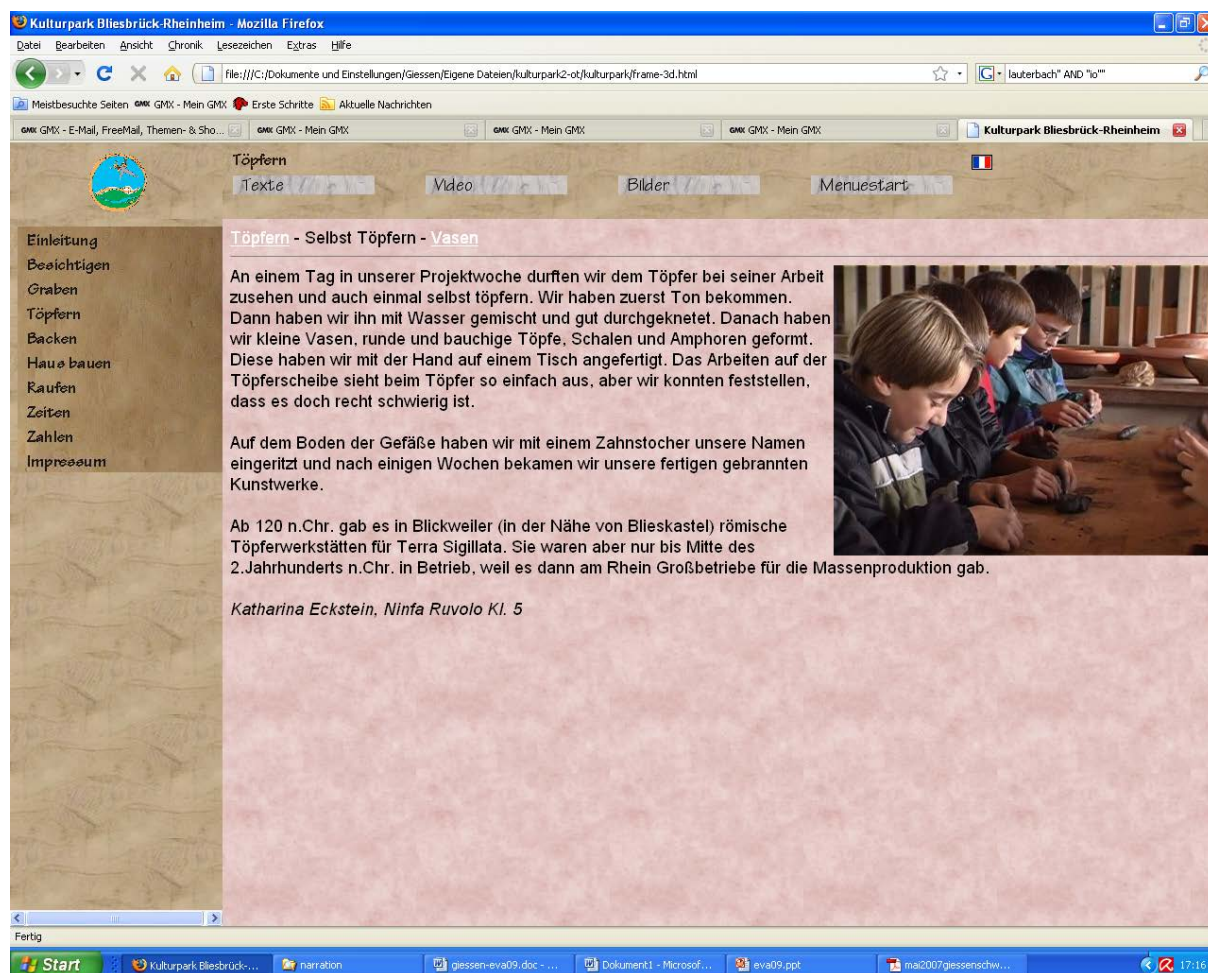 Kulturpark Bliesbrück-Rheinheim - Mozilla Firefox
Datei Bearbeiten Ansicht Chronik Lesezeichen Extras Hilfe
file:///C:/Dokumente und Einstellungen/Giessen/Eigene Dateien/kulturpark2-ot/kulturpark/frame-3d.html
G lauterbach" AND "io""
Meistbesuchte Seiten GMX GMX - Mein GMX Erste Schritte Aktuelle Nachrichten
GMX GMX - E-Mail, FreeMail, Themen- & Sho... GMX GMX - Mein GMX GMX GMX - Mein GMX GMX GMX - Mein GMX Kulturpark Bliesbrück-Rheinheim
Töpfern
Texte Video Bilder Menuestart
Einleitung
Besichtigen
Graben
Töpfern
Backen
Haus bauen
Raufen
Zeiten
Zahlen
Impressum
Töpfern - Selbst Töpfern - Vasen
An einem Tag in unserer Projektwoche durften wir dem Töpfer bei seiner Arbeit
zusehen und auch einmal selbst töpfern. Wir haben zuerst Ton bekommen.
Dann haben wir ihn mit Wasser gemischt und gut durchgeknetet. Danach haben
wir kleine Vasen, runde und bauchige Töpfe, Schalen und Amphoren geformt.
Diese haben wir mit der Hand auf einem Tisch angefertigt. Das Arbeiten auf der
Töpferscheibe sieht beim Töpfer so einfach aus, aber wir konnten feststellen,
dass es doch recht schwierig ist.
Auf dem Boden der Gefäße haben wir mit einem Zahnstocher unsere Namen
eingeritzt und nach einigen Wochen bekamen wir unsere fertigen gebrannten
Kunstwerke.
Ab 120 n.Chr. gab es in Blickweiler (in der Nähe von Blieskastel) römische
Töpferwerkstätten für Terra Sigillata. Sie waren aber nur bis Mitte des
2.Jahrhunderts n.Chr. in Betrieb, weil es dann am Rhein Großbetriebe für die Massenproduktion gab.
Katharina Eckstein, Ninfa Ruvolo Kl. 5
Fertig
Start Kulturpark Bliesbrück-... narration giessen-eva09.doc - ... Dokument1 - Microsof... eva09.ppt mai2007giessenschw... 17:16